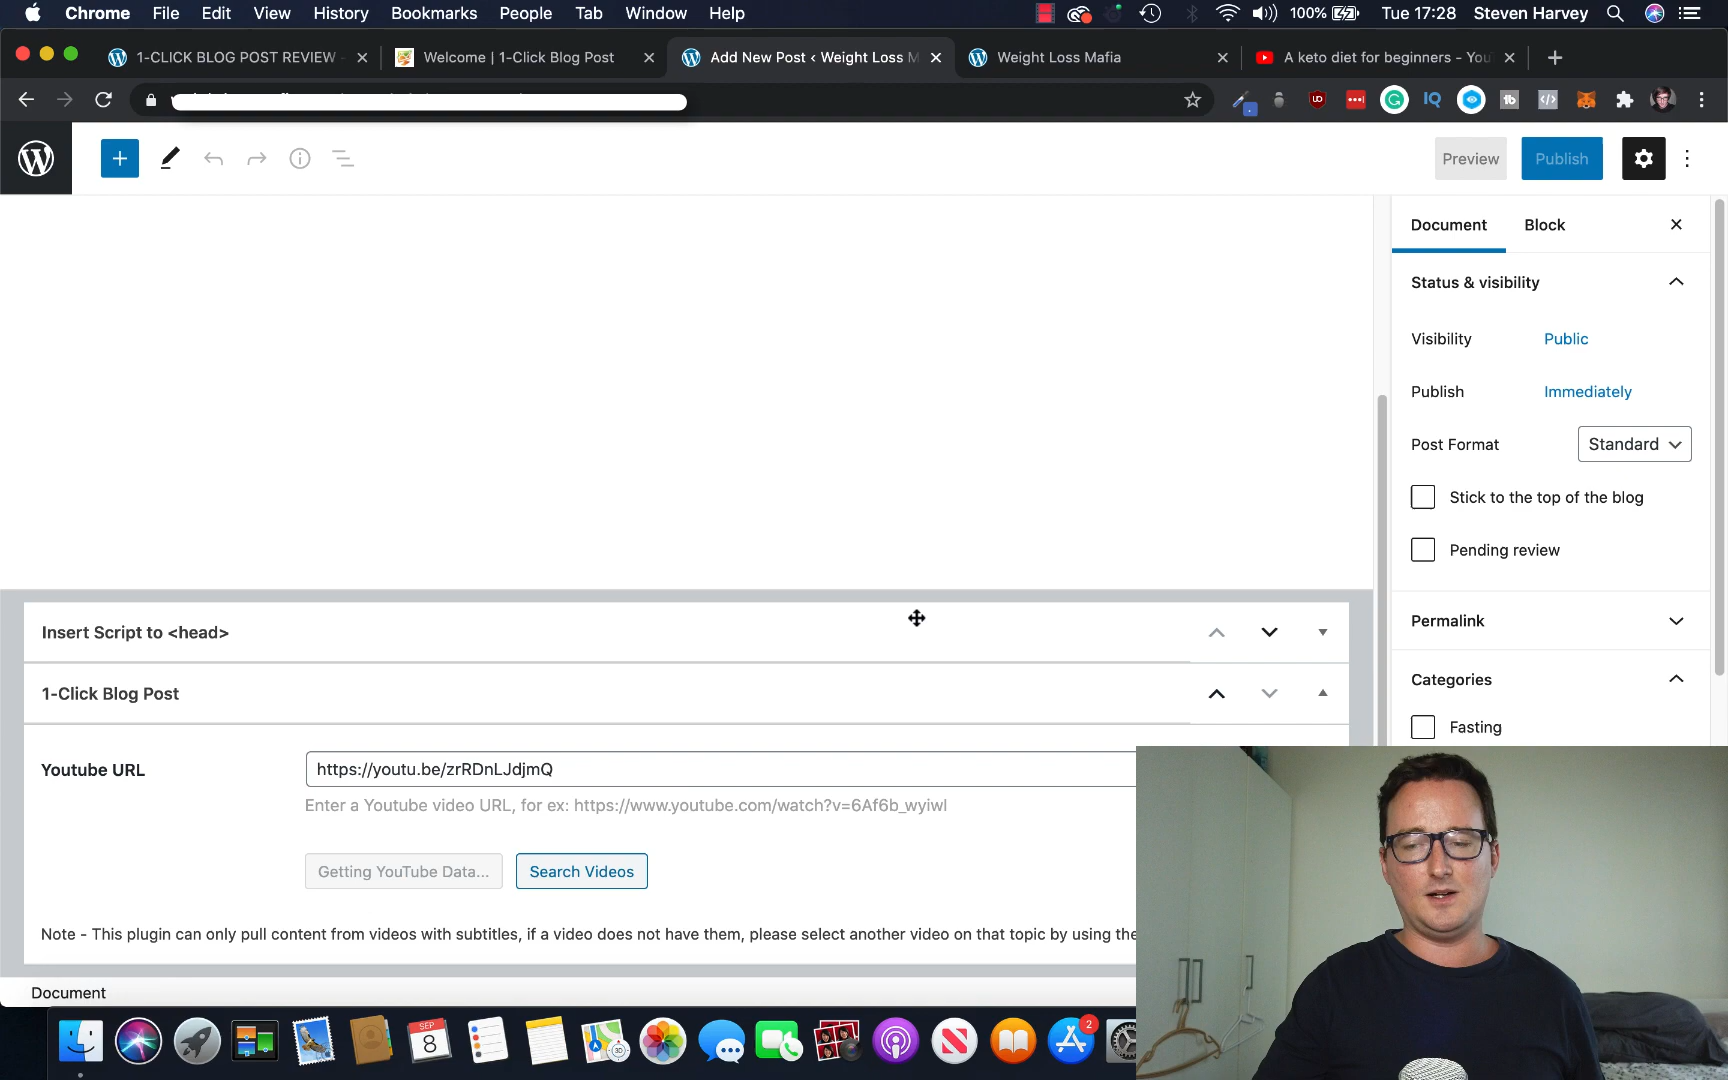 Chrome File Edit View History Bookmarks People Tab Window Help 100% Tue 17:28 Steven Harvey
1-CLICK BLOG POST REVIEW - Welcome | 1-Click Blog Post Add New Post ‹ Weight Loss M Weight Loss Mafia A keto diet for beginners - You
Preview Publish
Document Block
Status & visibility
Visibility Public
Publish Immediately
Post Format Standard
Stick to the top of the blog
Pending review
Permalink
Categories
Fasting
Insert Script to <head>
1-Click Blog Post
Youtube URL https://youtu.be/zrRDnLJdjmQ
Enter a Youtube video URL, for ex: https://www.youtube.com/watch?v=6Af6b_wyiwI
Getting YouTube Data... Search Videos
Note - This plugin can only pull content from videos with subtitles, if a video does not have them, please select another video on that topic by using the
Document
SEP
8
3D
2